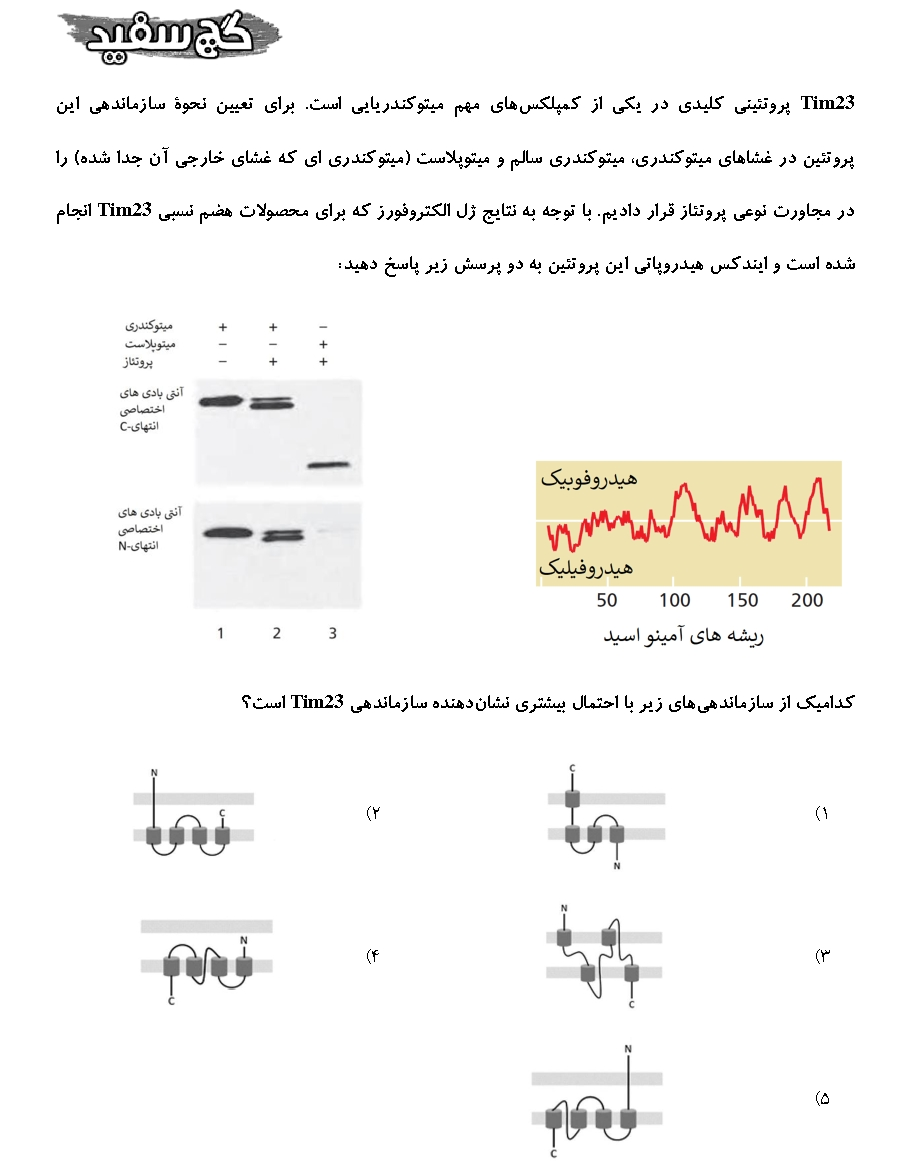 گچ سفید
Tim23 پروتئینی کلیدی در یکی از کمپلکس‌های مهم میتوکندریایی است. برای تعیین نحوهٔ سازماندهی این
پروتئین در غشاهای میتوکندری، میتوکندری سالم و میتوپلاست (میتوکندری ای که غشای خارجی آن جدا شده) را
در مجاورت نوعی پروتئاز قرار دادیم. با توجه به نتایج ژل الکتروفورز که برای محصولات هضم نسبی Tim23 انجام
شده است و ایندکس هیدروپاتی این پروتئین به دو پرسش زیر پاسخ دهید:
میتوکندری + + -
میتوپلاست - - +
پروتئاز - + +
آنتی بادی های
اختصاصی
انتهای-C
آنتی بادی های
اختصاصی
انتهای-N
1 2 3
هیدروفوبیک
هیدروفیلیک
50 100 150 200
ریشه های آمینو اسید
کدامیک از سازماندهی‌های زیر با احتمال بیشتری نشان‌دهنده سازماندهی Tim23 است؟
۱)
C
N
۲)
N
C
۳)
N
C
۴)
N
C
۵)
N
C